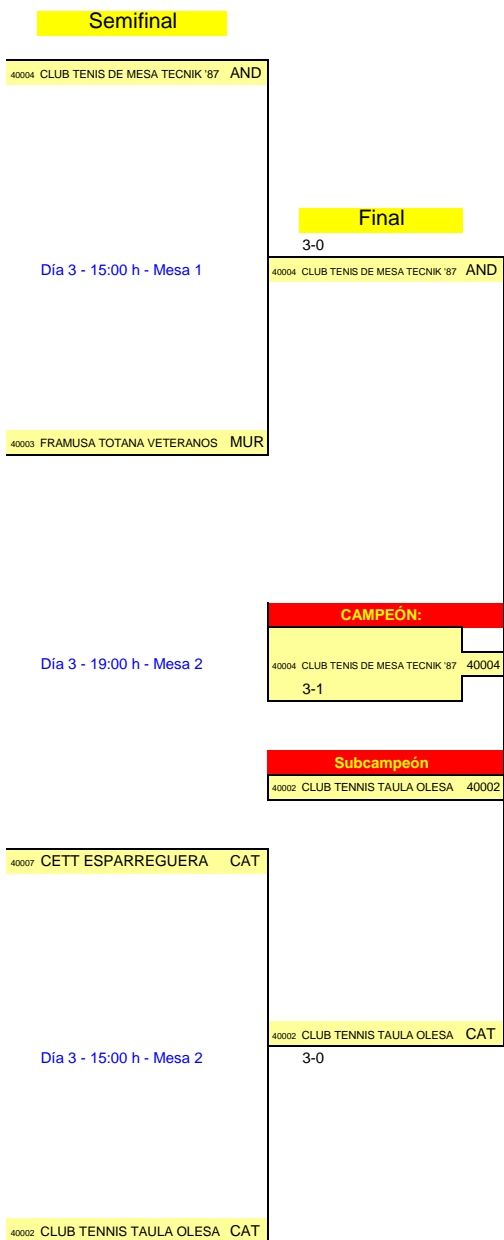 Semifinal
40004 CLUB TENIS DE MESA TECNIK '87 AND
Final
3-0
Día 3 - 15:00 h - Mesa 1
40004 CLUB TENIS DE MESA TECNIK '87 AND
40003 FRAMUSA TOTANA VETERANOS MUR
CAMPEÓN:
Día 3 - 19:00 h - Mesa 2
40004 CLUB TENIS DE MESA TECNIK '87 40004
3-1
Subcampeón
40002 CLUB TENNIS TAULA OLESA 40002
40007 CETT ESPARREGUERA CAT
40002 CLUB TENNIS TAULA OLESA CAT
Día 3 - 15:00 h - Mesa 2
3-0
40002 CLUB TENNIS TAULA OLESA CAT